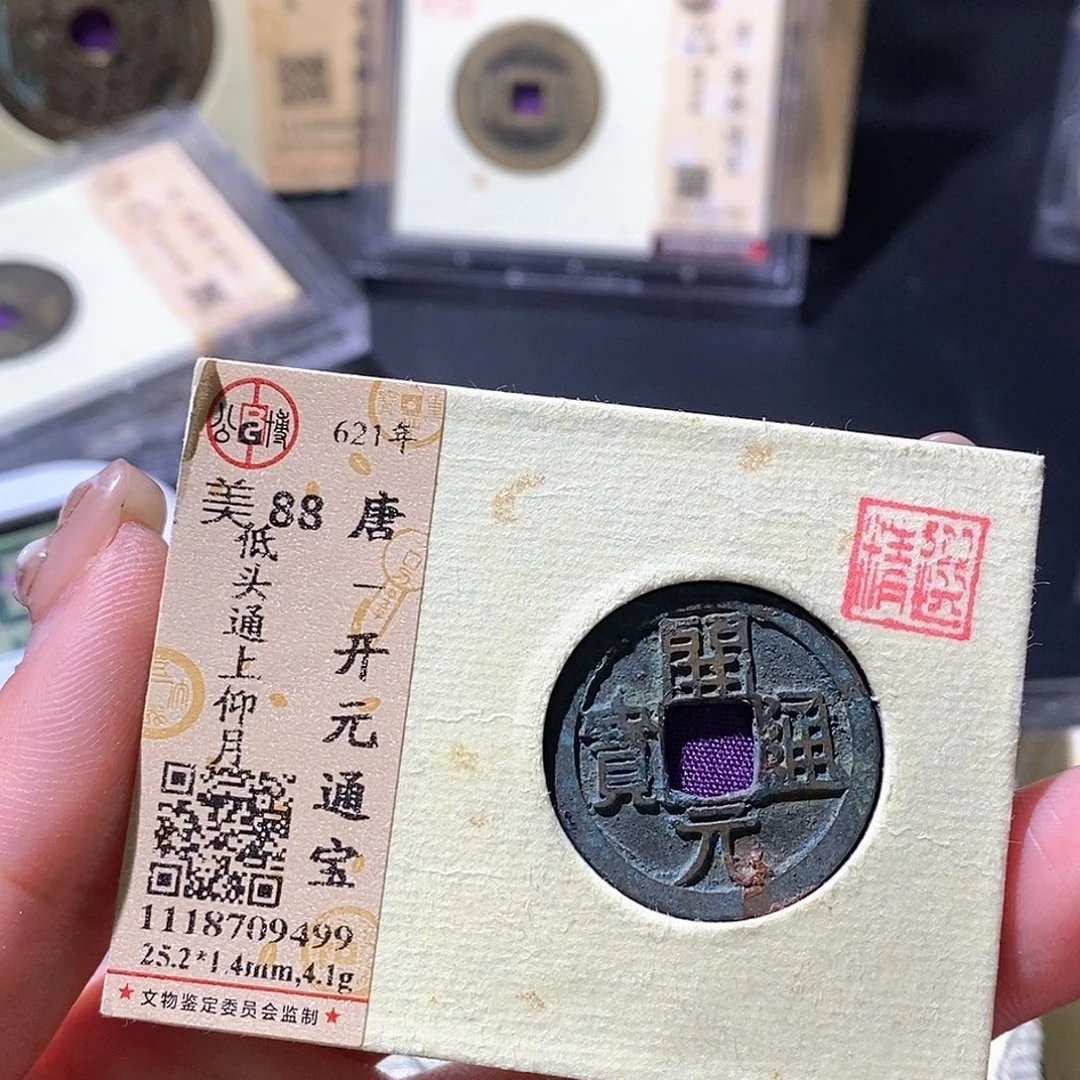 公博
GB
621年
美88
唐一开元通宝
低头通上仰月
1118709499
25.2*1.4mm,4.1g
★文物鉴定委员会监制★
開元通寶